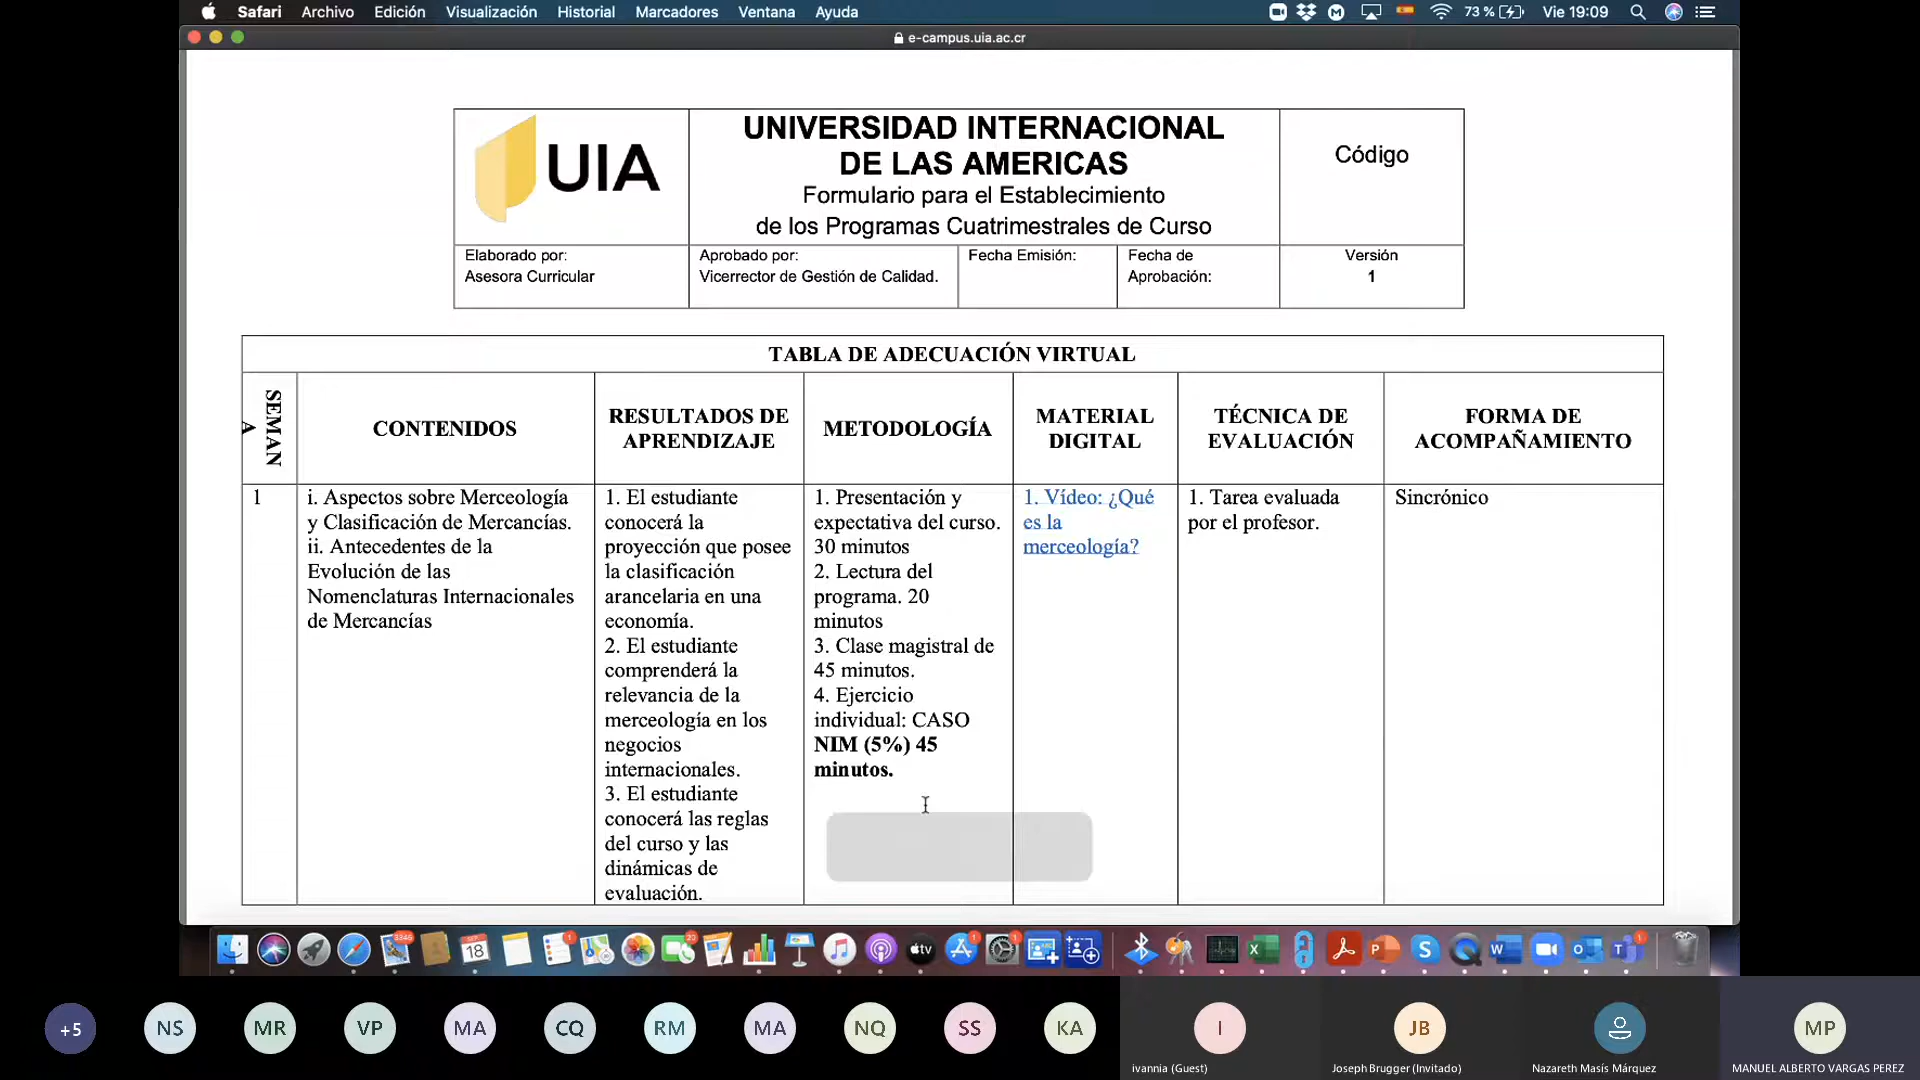 Safari Archivo Edición Visualización Historial Marcadores Ventana Ayuda 73 % Vie 19:09
e-campus.uia.ac.cr
UIA
UNIVERSIDAD INTERNACIONAL
DE LAS AMERICAS
Formulario para el Establecimiento
de los Programas Cuatrimestrales de Curso
Código
Elaborado por:
Asesora Curricular
Aprobado por:
Vicerrector de Gestión de Calidad.
Fecha Emisión:
Fecha de
Aprobación:
Versión
1
TABLA DE ADECUACIÓN VIRTUAL
SEMAN
A
CONTENIDOS
RESULTADOS DE
APRENDIZAJE
METODOLOGÍA
MATERIAL
DIGITAL
TÉCNICA DE
EVALUACIÓN
FORMA DE
ACOMPAÑAMIENTO
1
i. Aspectos sobre Merceología
y Clasificación de Mercancías.
ii. Antecedentes de la
Evolución de las
Nomenclaturas Internacionales
de Mercancías
1. El estudiante
conocerá la
proyección que posee
la clasificación
arancelaria en una
economía.
2. El estudiante
comprenderá la
relevancia de la
merceología en los
negocios
internacionales.
3. El estudiante
conocerá las reglas
del curso y las
dinámicas de
evaluación.
1. Presentación y
expectativa del curso.
30 minutos
2. Lectura del
programa. 20
minutos
3. Clase magistral de
45 minutos.
4. Ejercicio
individual: CASO
NIM (5%) 45
minutos.
1. Vídeo: ¿Qué
es la
merceología?
1. Tarea evaluada
por el profesor.
Sincrónico
18
tv
+5 NS MR VP MA CQ RM MA NQ SS KA I JB MP
ivannia (Guest) Joseph Brugger (Invitado) Nazareth Masís Márquez MANUEL ALBERTO VARGAS PEREZ